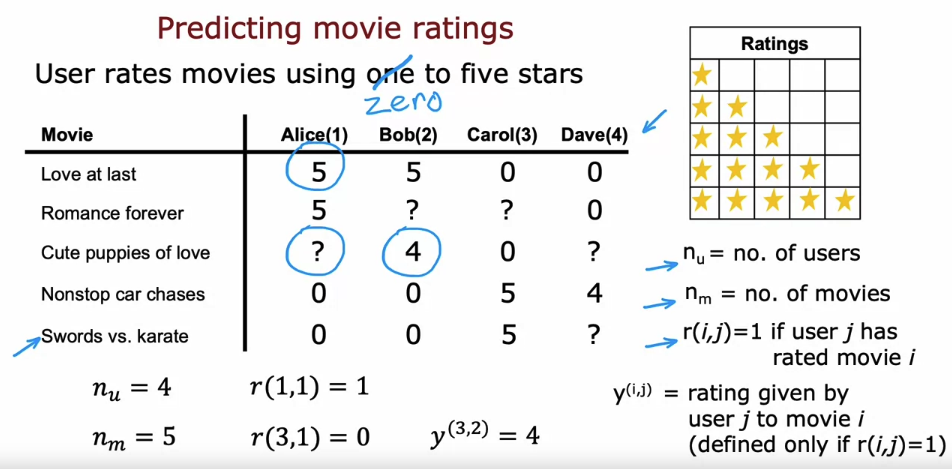 Predicting movie ratings
User rates movies using one to five stars
zero
Ratings
Movie Alice(1) Bob(2) Carol(3) Dave(4)
Love at last 5 5 0 0
Romance forever 5 ? ? 0
Cute puppies of love ? 4 0 ?
Nonstop car chases 0 0 5 4
Swords vs. karate 0 0 5 ?
n_u = no. of users
n_m = no. of movies
r(i,j)=1 if user j has
rated movie i
y^(i,j) = rating given by
user j to movie i
(defined only if r(i,j)=1)
n_u = 4 r(1,1) = 1
n_m = 5 r(3,1) = 0 y^(3,2) = 4